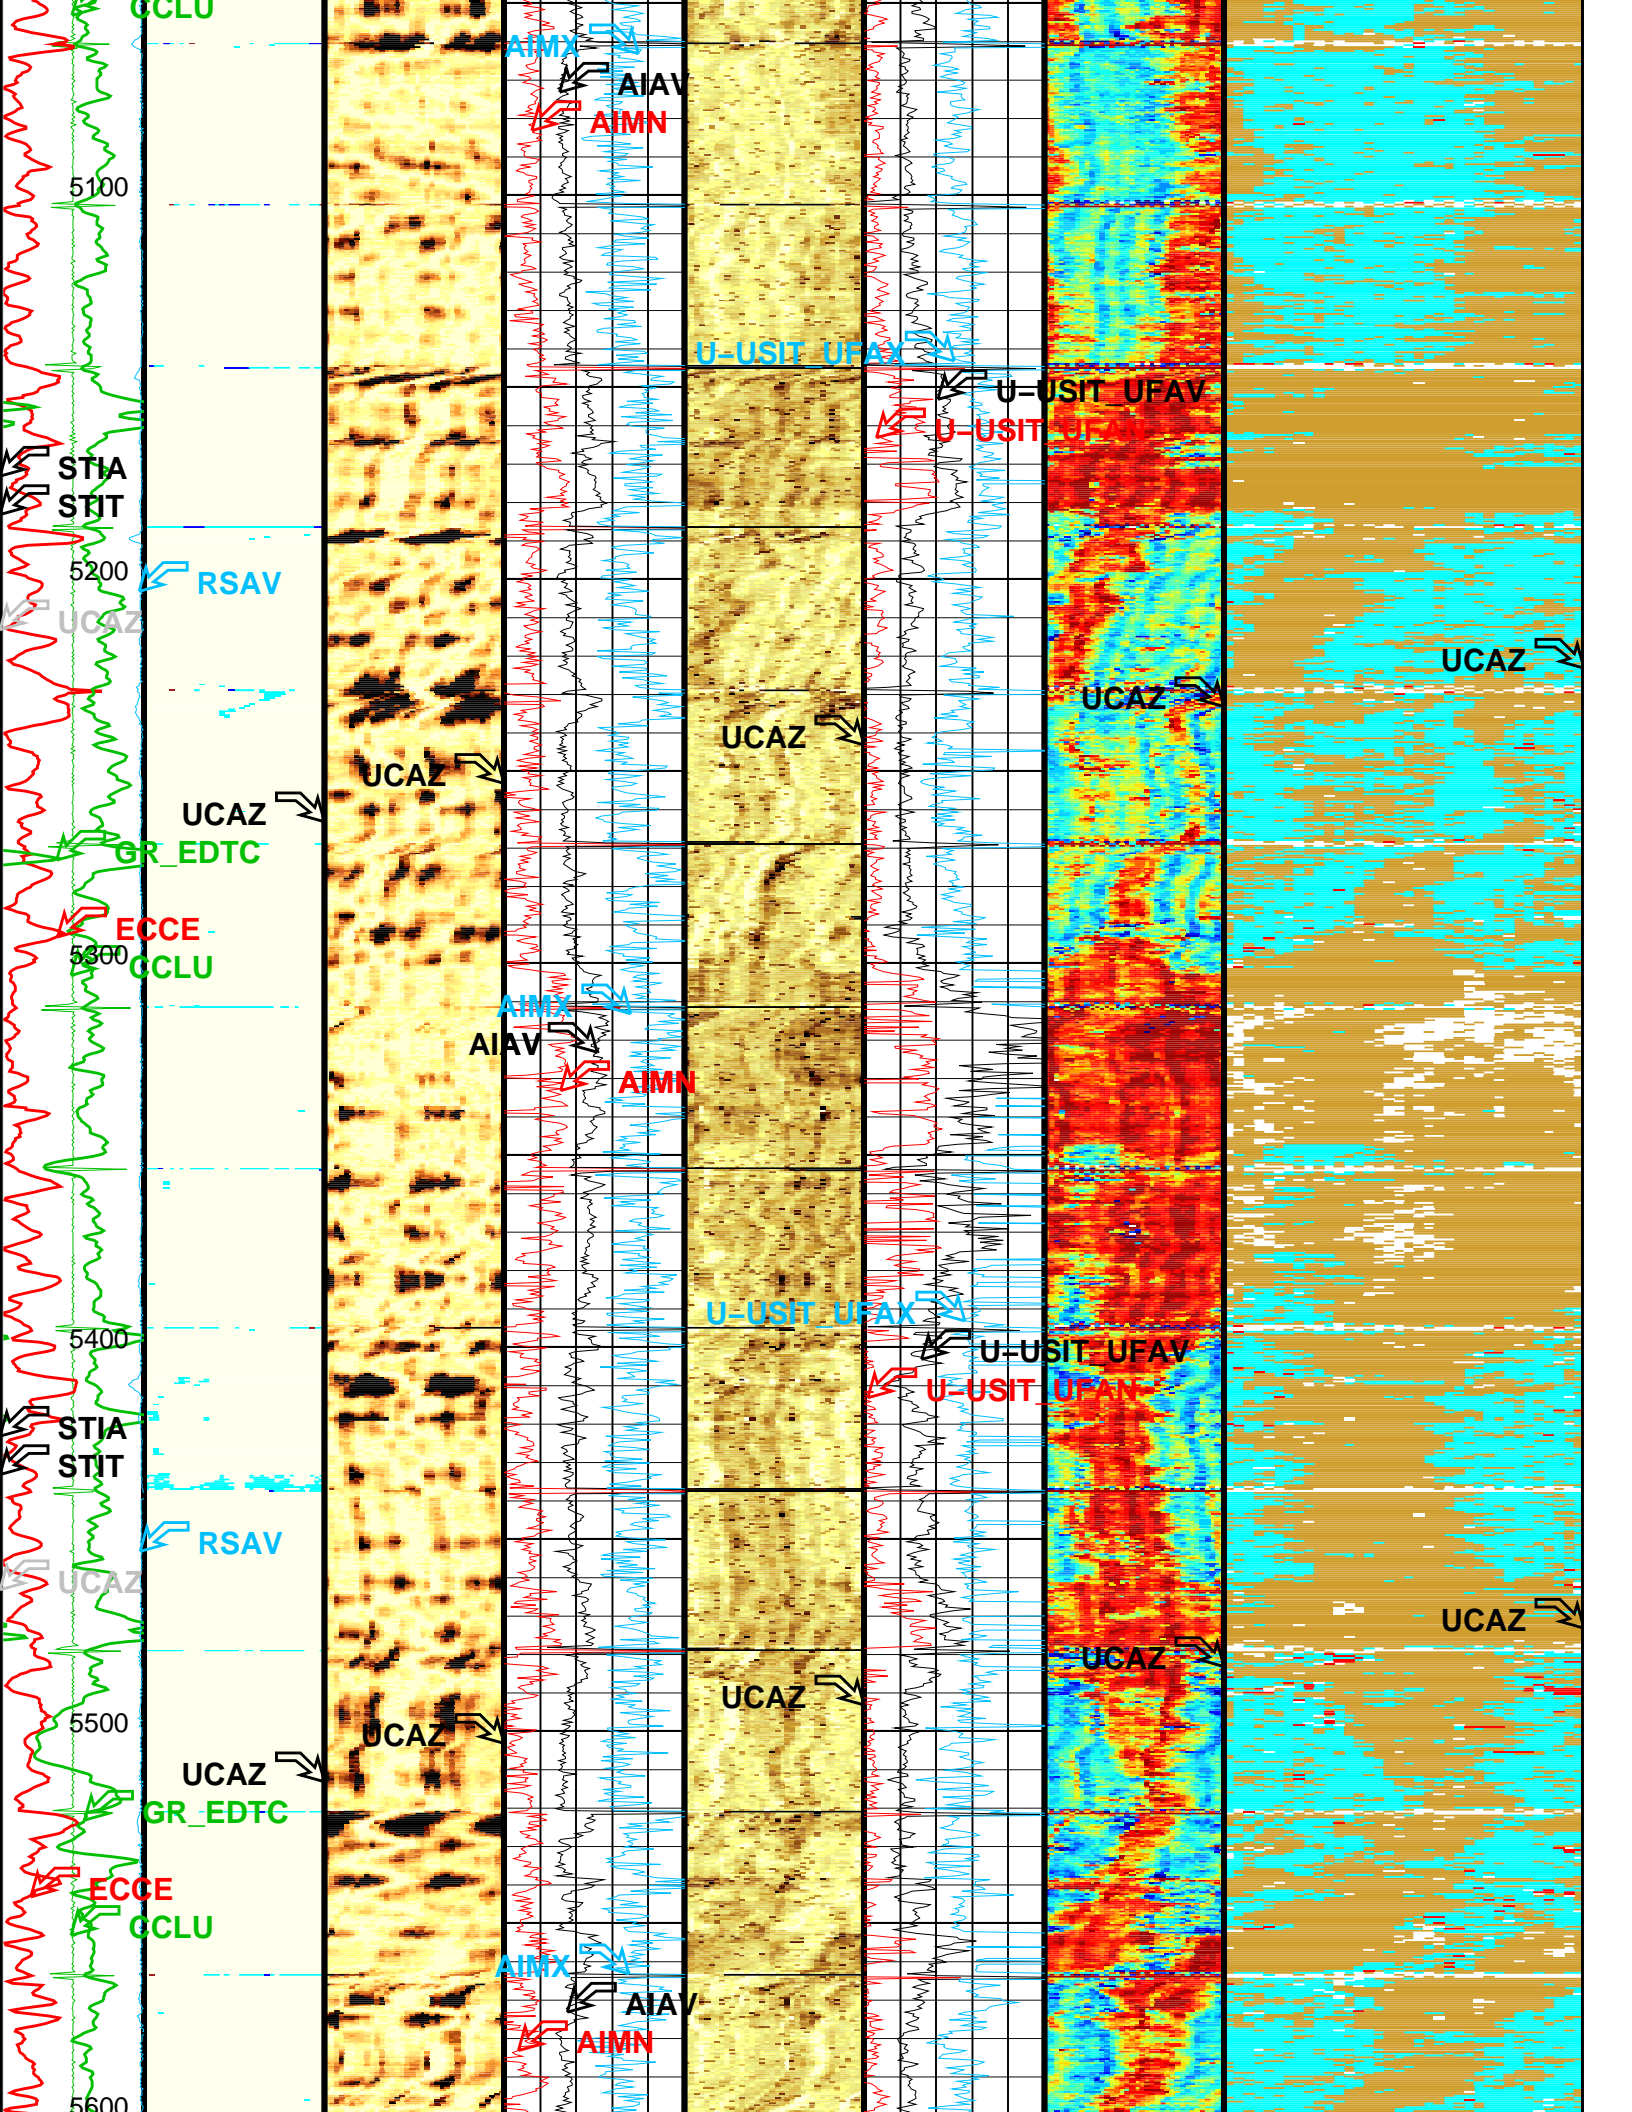 CCLU
AIMX
AIAV
AIMN
5100
U-USIT_UFAX
U-USIT_UFAV
U-USIT_UFAN
STIA
STIT
5200
RSAV
UCAZ
UCAZ
UCAZ
UCAZ
UCAZ
UCAZ
GR_EDTC
ECCE
5300
CCLU
AIMX
AIAV
AIMN
U-USIT_UFAX
5400
U-USIT_UFAV
U-USIT_UFAN
STIA
STIT
RSAV
UCAZ
UCAZ
UCAZ
UCAZ
5500
UCAZ
UCAZ
GR_EDTC
ECCE
CCLU
AIMX
AIAV
AIMN
5600